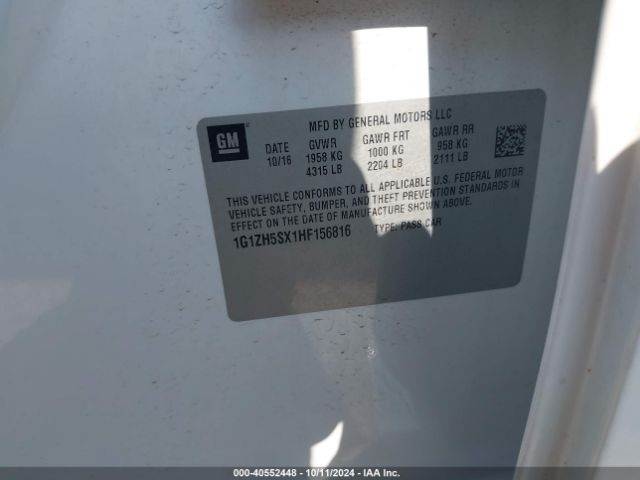 MFD BY GENERAL MOTORS LLC
GM
DATE GVWR GAWR FRT GAWR RR
10/16 1958 KG 1000 KG 958 KG
4315 LB 2204 LB 2111 LB
THIS VEHICLE CONFORMS TO ALL APPLICABLE U.S. FEDERAL MOTOR
VEHICLE SAFETY, BUMPER, AND THEFT PREVENTION STANDARDS IN
EFFECT ON THE DATE OF MANUFACTURE SHOWN ABOVE.
1G1ZH5SX1HF156816 TYPE: PASS CAR
000-40552448 - 10/11/2024 - IAA Inc.